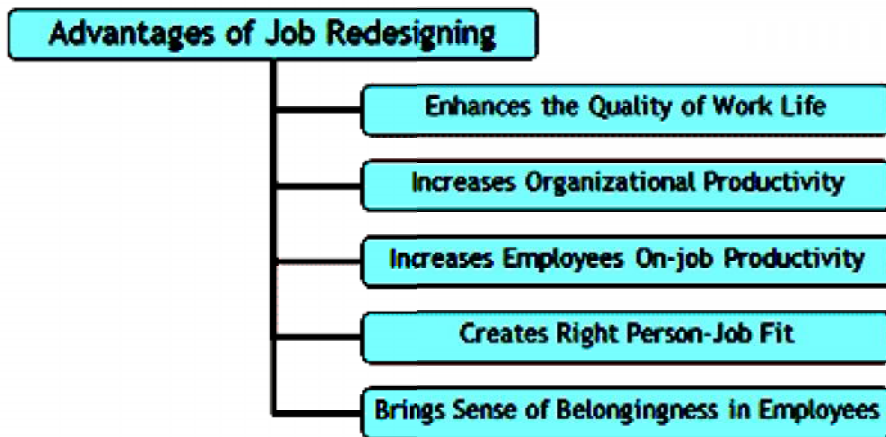 Advantages of Job Redesigning
Enhances the Quality of Work Life
Increases Organizational Productivity
Increases Employees On-job Productivity
Creates Right Person-Job Fit
Brings Sense of Belongingness in Employees